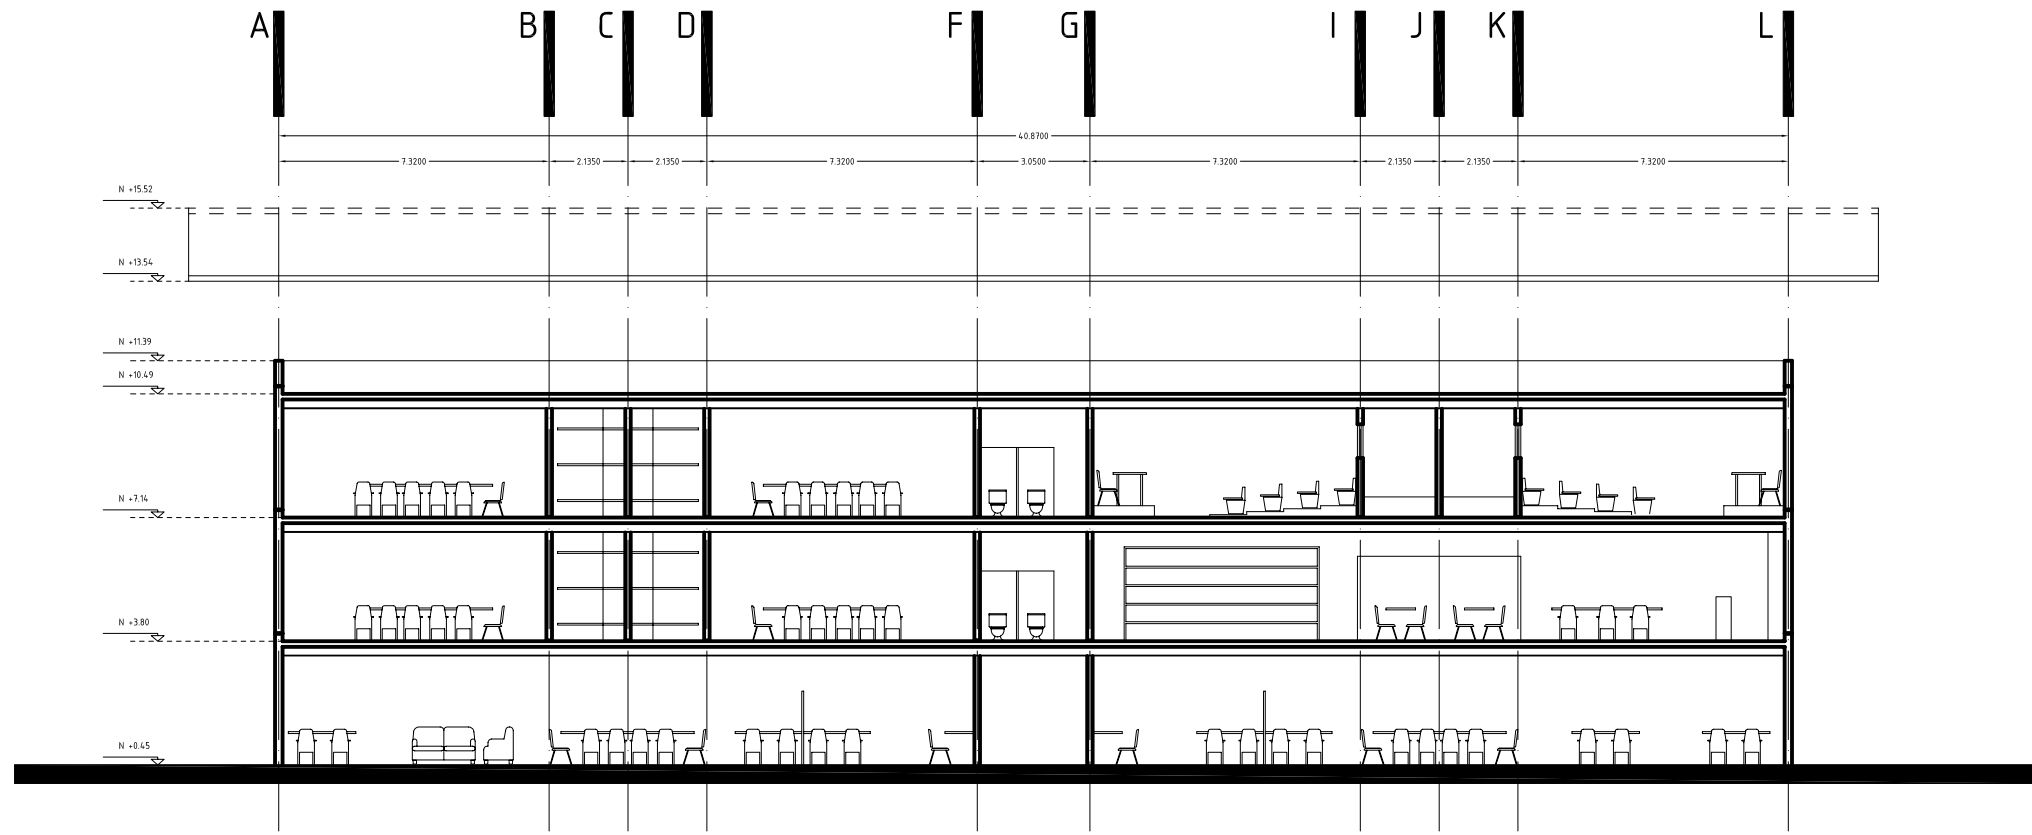 A B C D F G I J K L
40.8700
7.3200 2.1350 2.1350 7.3200 3.0500 7.3200 2.1350 2.1350 7.3200
N +15.52
N +13.54
N +11.39
N +10.49
N +7.14
N +3.80
N +0.45